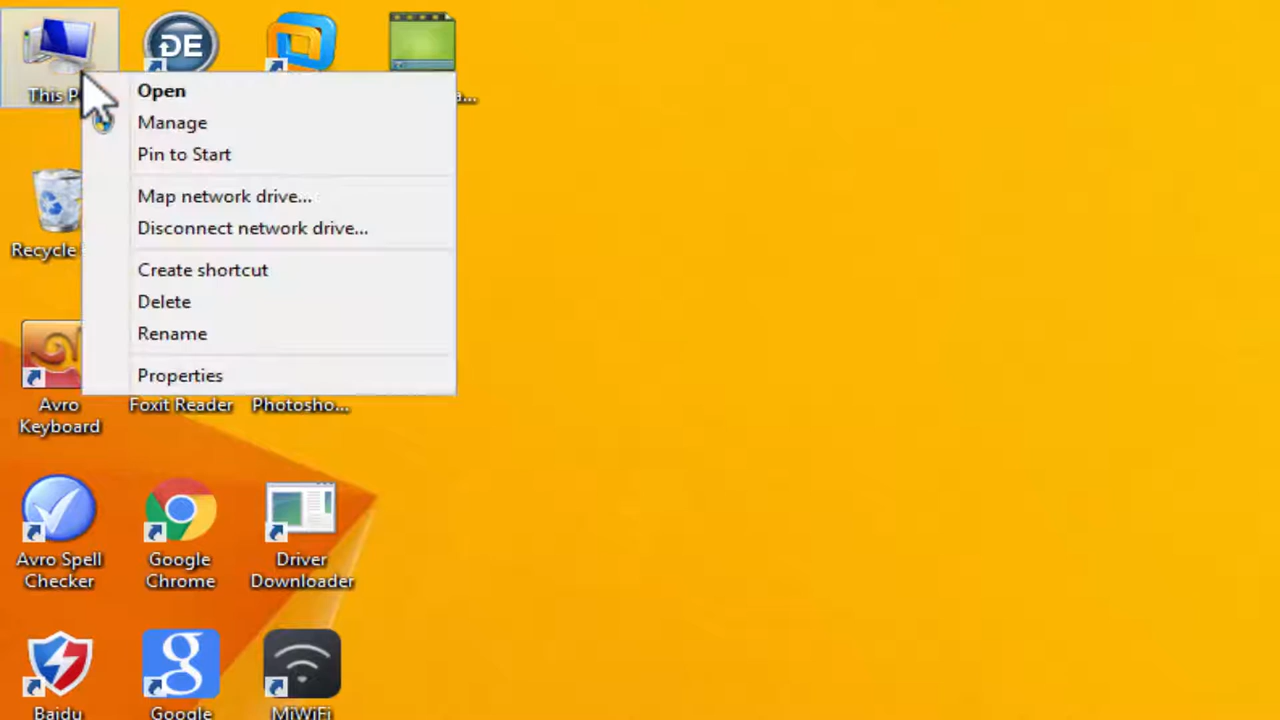 This P
DE
a...
Open
Manage
Pin to Start
Map network drive...
Disconnect network drive...
Create shortcut
Delete
Rename
Properties
Recycle
Avro
Keyboard
Foxit Reader
Photosho...
Avro Spell
Checker
Google
Chrome
Driver
Downloader
g
Baidu
Google
MiWiFi